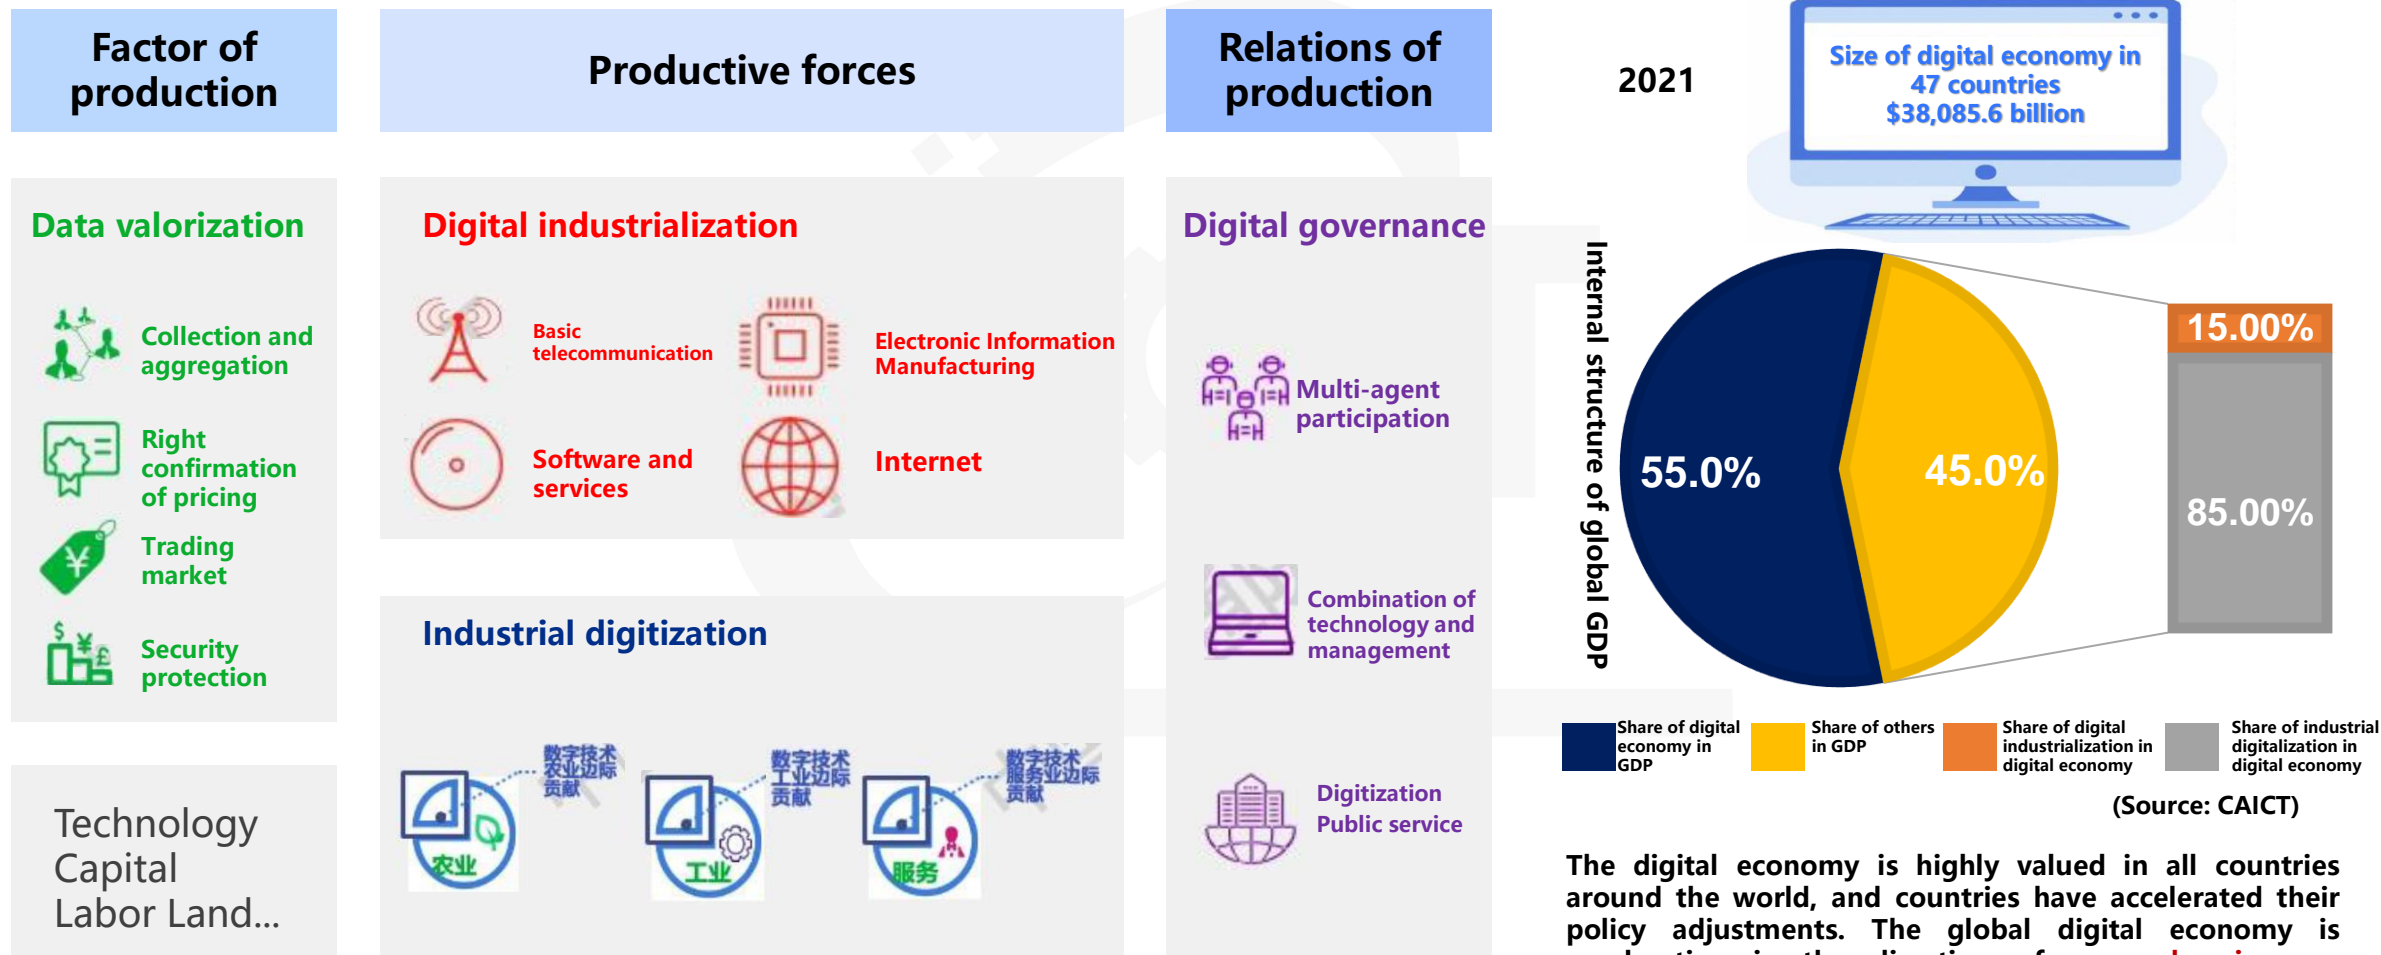 Factor of
production
Productive forces
Relations of
production
Data valorization
Collection and
aggregation
Right
confirmation
of pricing
Trading
market
Security
protection
Technology
Capital
Labor Land...
Digital industrialization
Basic
telecommunication
Electronic Information
Manufacturing
Software and
services
Internet
Industrial digitization
数字技术
农业边际
贡献
农业
数字技术
工业边际
贡献
工业
数字技术
服务业边际
贡献
服务
Digital governance
Multi-agent
participation
Combination of
technology and
management
Digitization
Public service
2021
Size of digital economy in
47 countries
$38,085.6 billion
Internal structure of global GDP
55.0%
45.0%
15.00%
85.00%
Share of digital
economy in
GDP
Share of others
in GDP
Share of digital
industrialization in
digital economy
Share of industrial
digitalization in
digital economy
(Source: CAICT)
The digital economy is highly valued in all countries
around the world, and countries have accelerated their
policy adjustments. The global digital economy is